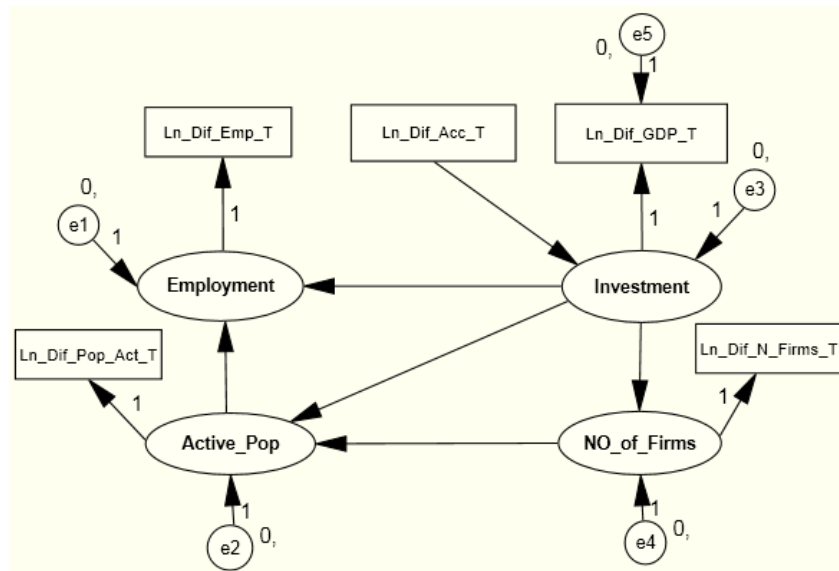 e5
0,
1
Ln_Dif_Emp_T
Ln_Dif_Acc_T
Ln_Dif_GDP_T
0,
e3
0,
e1
1
1
1
1
Employment
Investment
Ln_Dif_Pop_Act_T
Ln_Dif_N_Firms_T
1
1
Active_Pop
NO_of_Firms
1
0,
e2
1
0,
e4